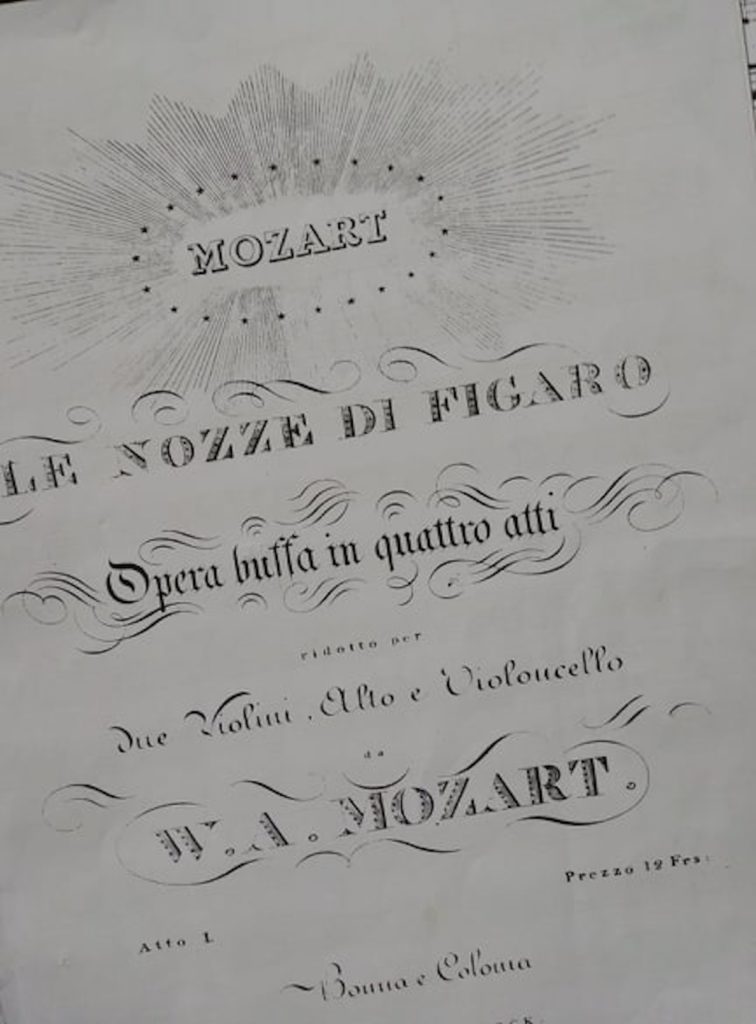 MOZART
LE NOZZE DI FIGARO
Opera buffa in quattro atti
ridotto per
due Violini, Alto e Violoncello
da
W. A. MOZART.
Prezzo 12 Frs:
Atto I.
Bonna e Colonia